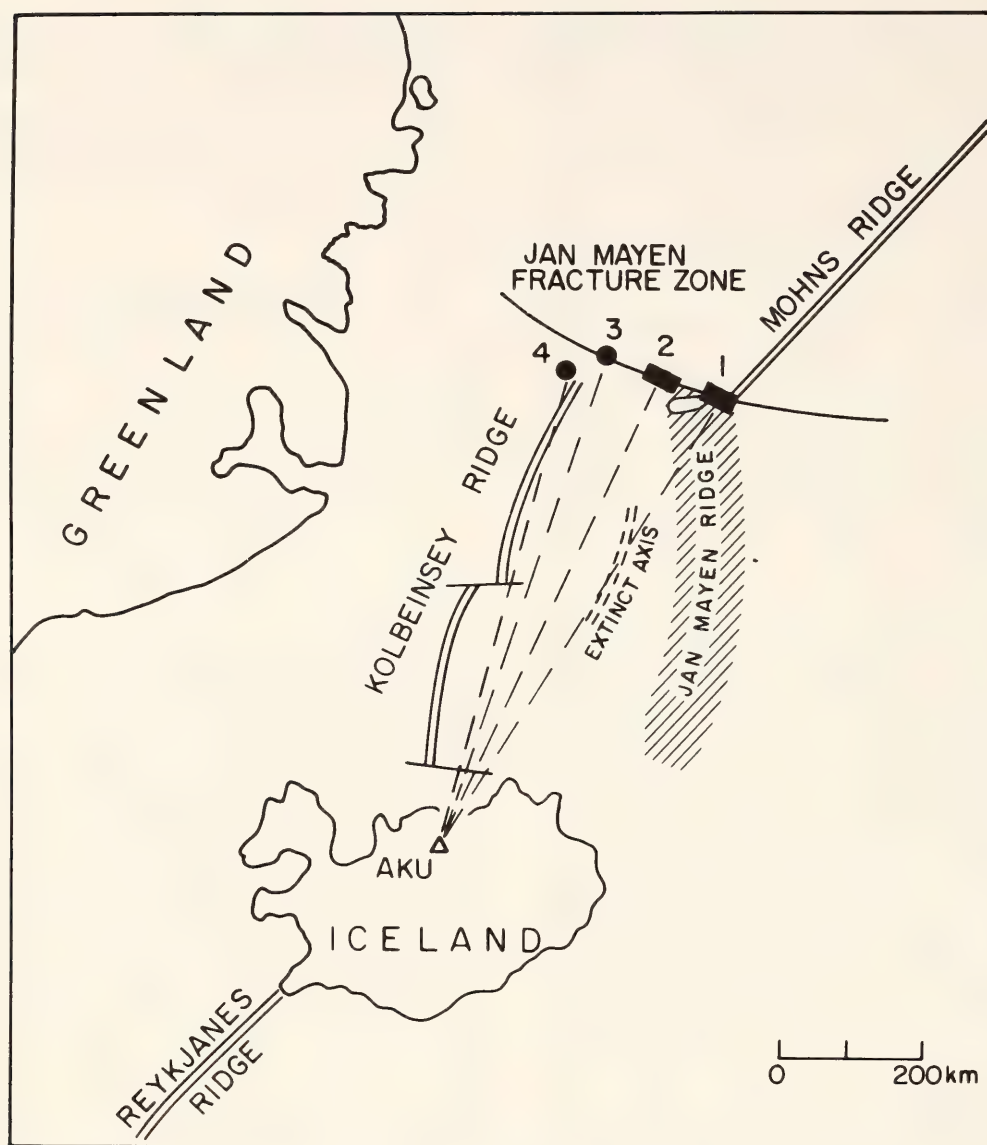 GREENLAND
JAN MAYEN
FRACTURE ZONE
MOHNS RIDGE
4
3
2
1
KOLBEINSEY RIDGE
EXTINCT AXIS
JAN MAYEN RIDGE
AKU
ICELAND
REYKJANES
RIDGE
0 200km